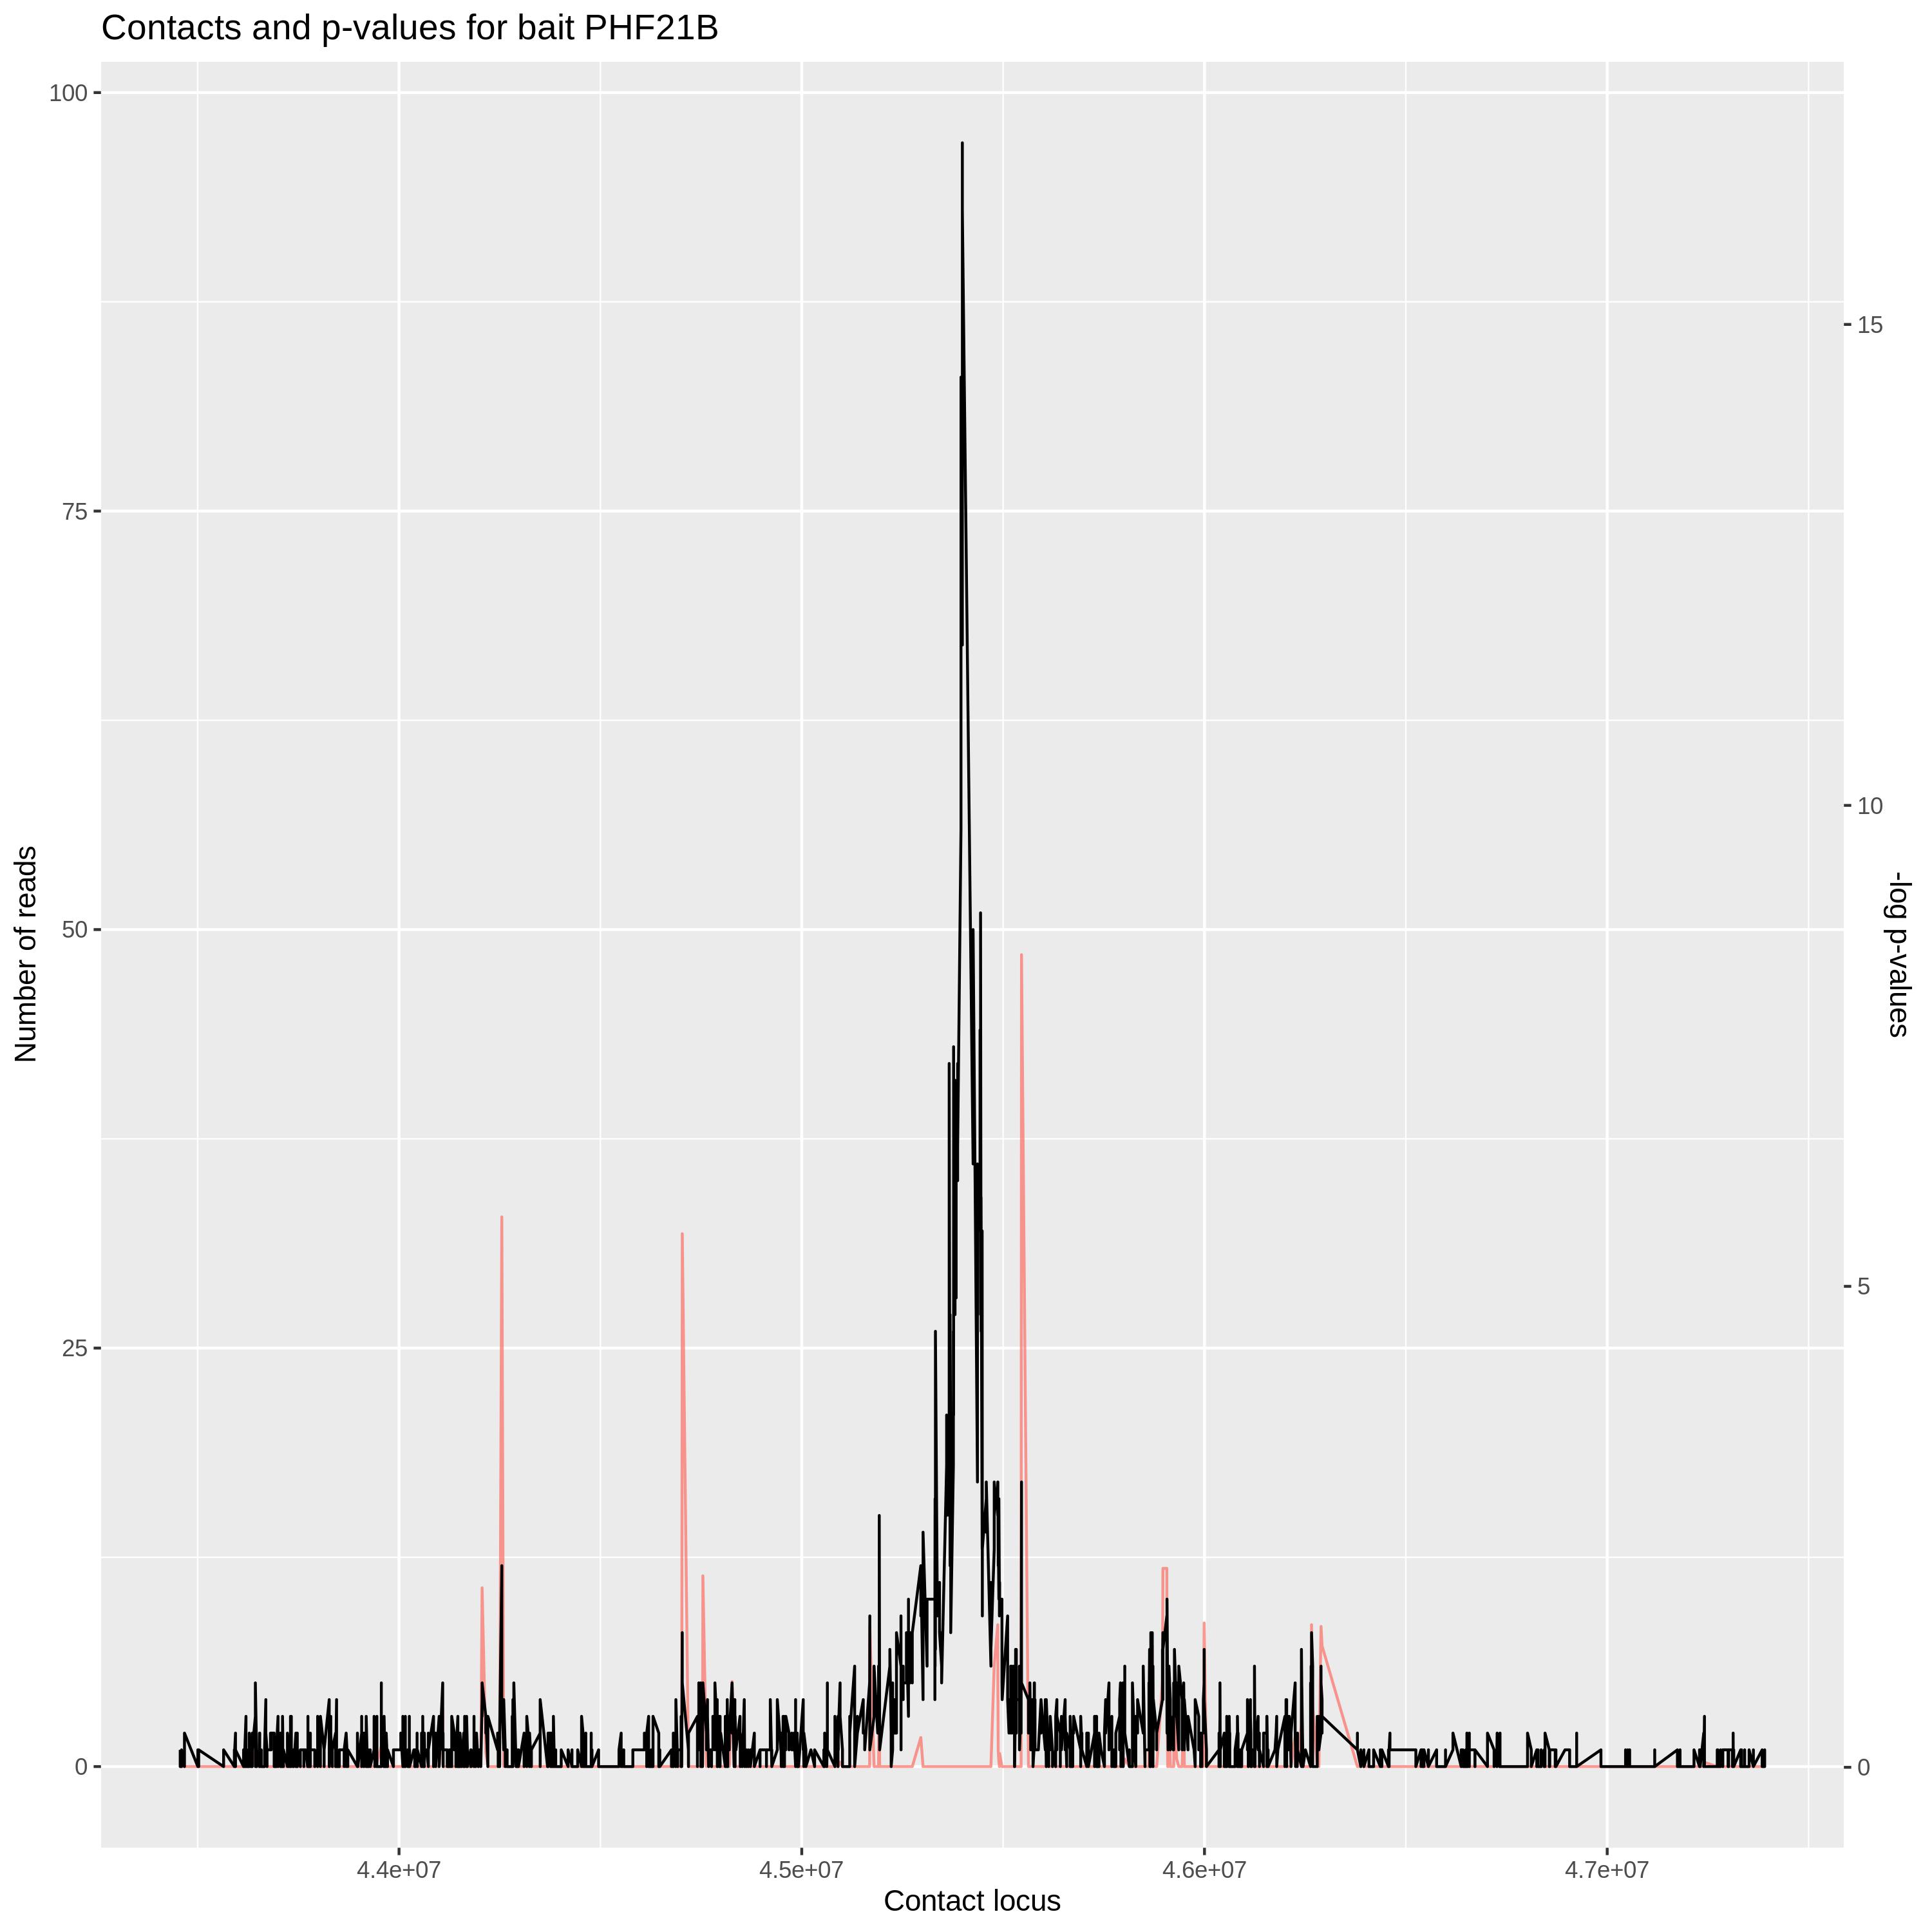 Contacts and p-values for bait PHF21B
100
75
50
25
0
Number of reads
15
10
5
0
-log p-values
4.4e+07
4.5e+07
4.6e+07
4.7e+07
Contact locus